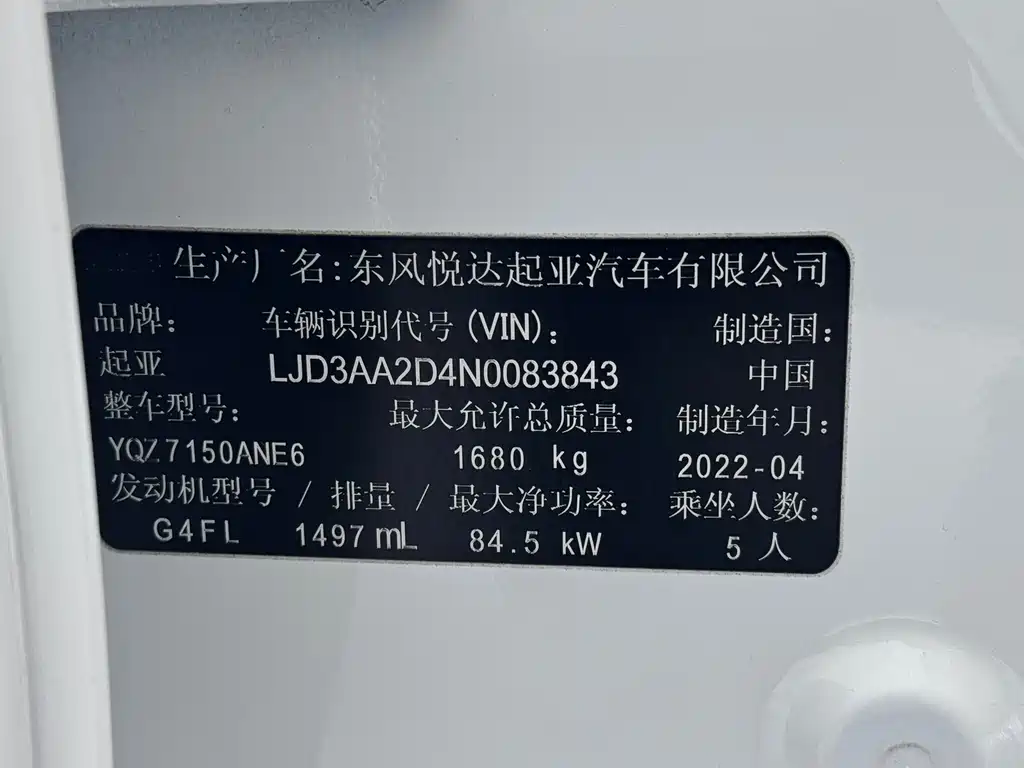 生产厂名:东风悦达起亚汽车有限公司
品牌: 车辆识别代号(VIN): 制造国:
起亚 LJD3AA2D4N0083843 中国
整车型号: 最大允许总质量: 制造年月:
YQZ7150ANE6 1680 kg 2022-04
发动机型号 / 排量 / 最大净功率: 乘坐人数:
G4FL 1497 mL 84.5 kW 5 人